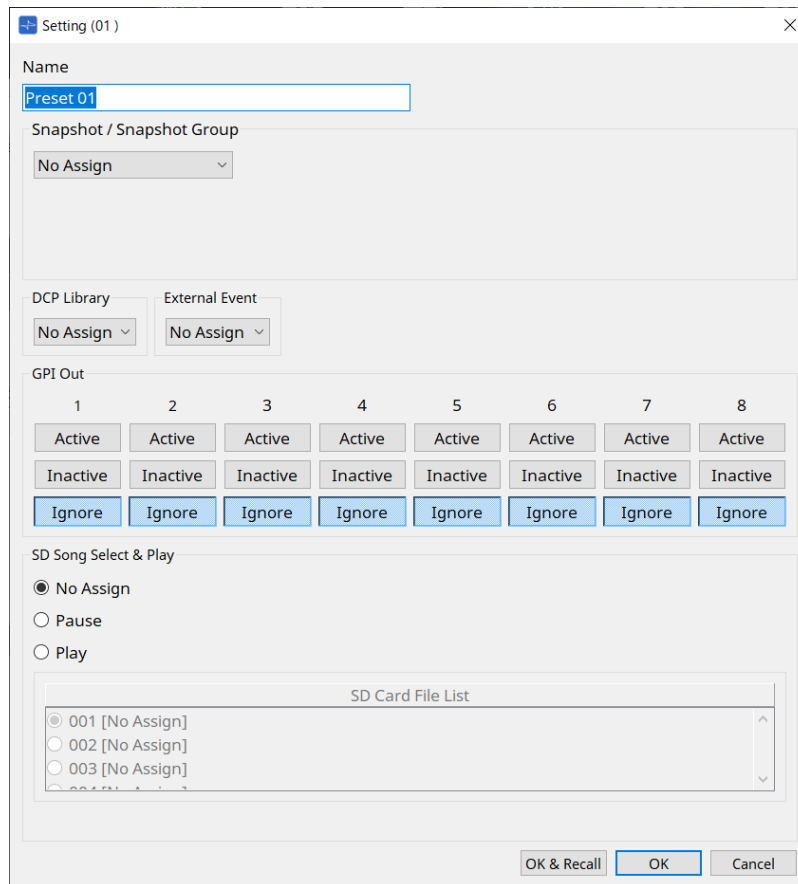 Setting (01 )
Name
Preset 01
Snapshot / Snapshot Group
No Assign
DCP Library External Event
No Assign No Assign
GPI Out
1 2 3 4 5 6 7 8
Active Active Active Active Active Active Active Active
Inactive Inactive Inactive Inactive Inactive Inactive Inactive Inactive
Ignore Ignore Ignore Ignore Ignore Ignore Ignore Ignore
SD Song Select & Play
No Assign
Pause
Play
SD Card File List
001 [No Assign]
002 [No Assign]
003 [No Assign]
OK & Recall OK Cancel